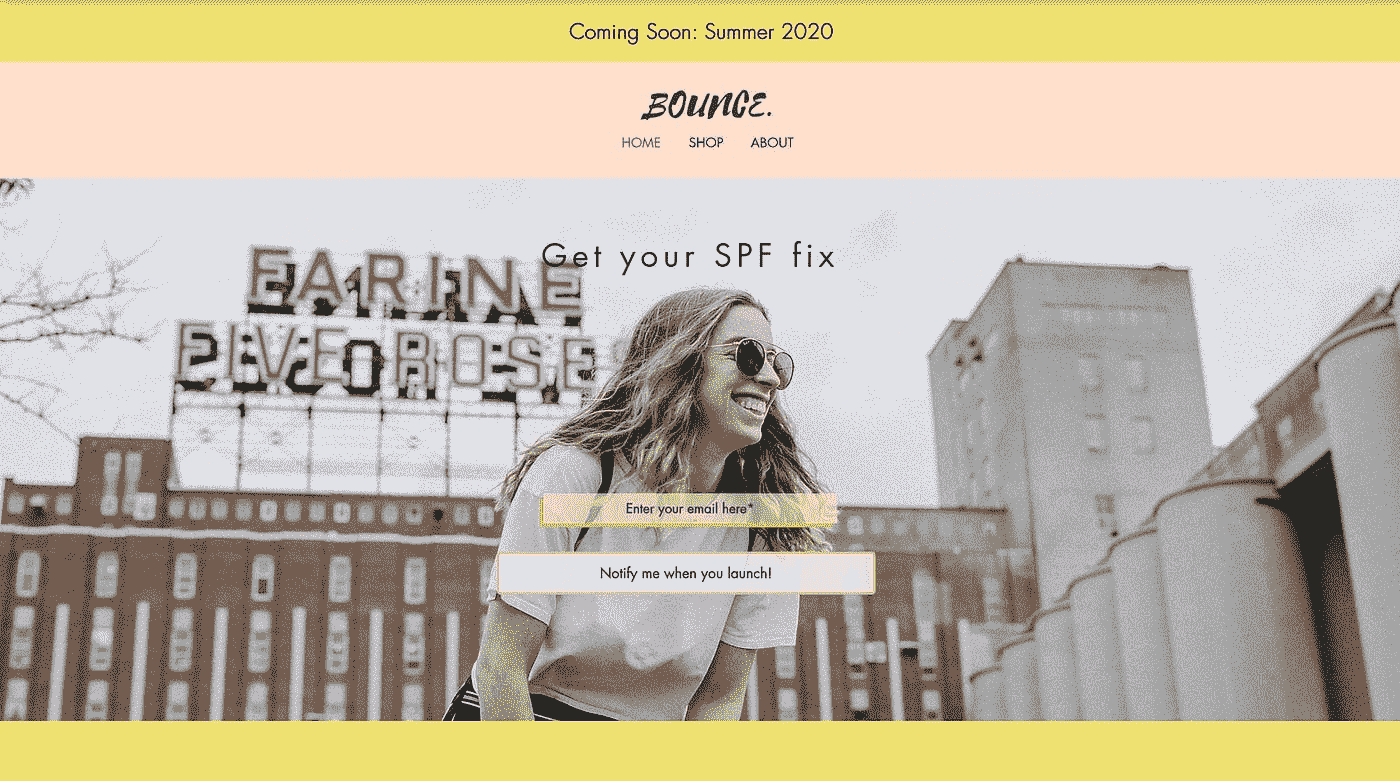 Coming Soon: Summer 2020
BOUNCE.
HOME SHOP ABOUT
Get your SPF fix
FARINE
FIVE ROSES
Enter your email here*
Notify me when you launch!